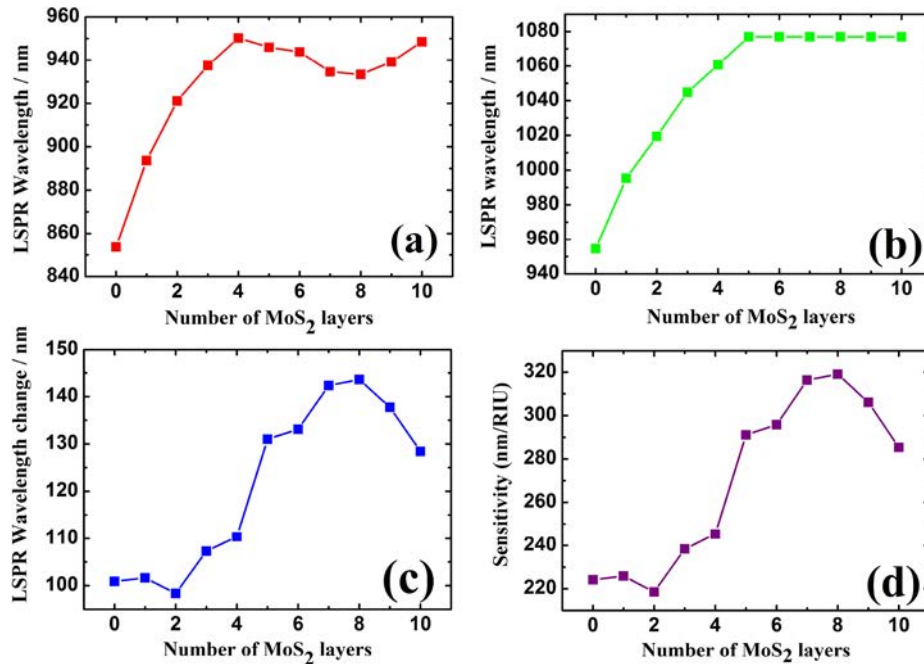 960
940
920
900
880
860
840
LSPR Wavelength / nm
0 2 4 6 8 10
Number of MoS2 layers
(a)
1080
1060
1040
1020
1000
980
960
940
LSPR wavelength / nm
0 2 4 6 8 10
Number of MoS2 layers
(b)
150
140
130
120
110
100
LSPR Wavelength change / nm
0 2 4 6 8 10
Number of MoS2 layers
(c)
320
300
280
260
240
220
Sensitivity (nm/RIU)
0 2 4 6 8 10
Number of MoS2 layers
(d)